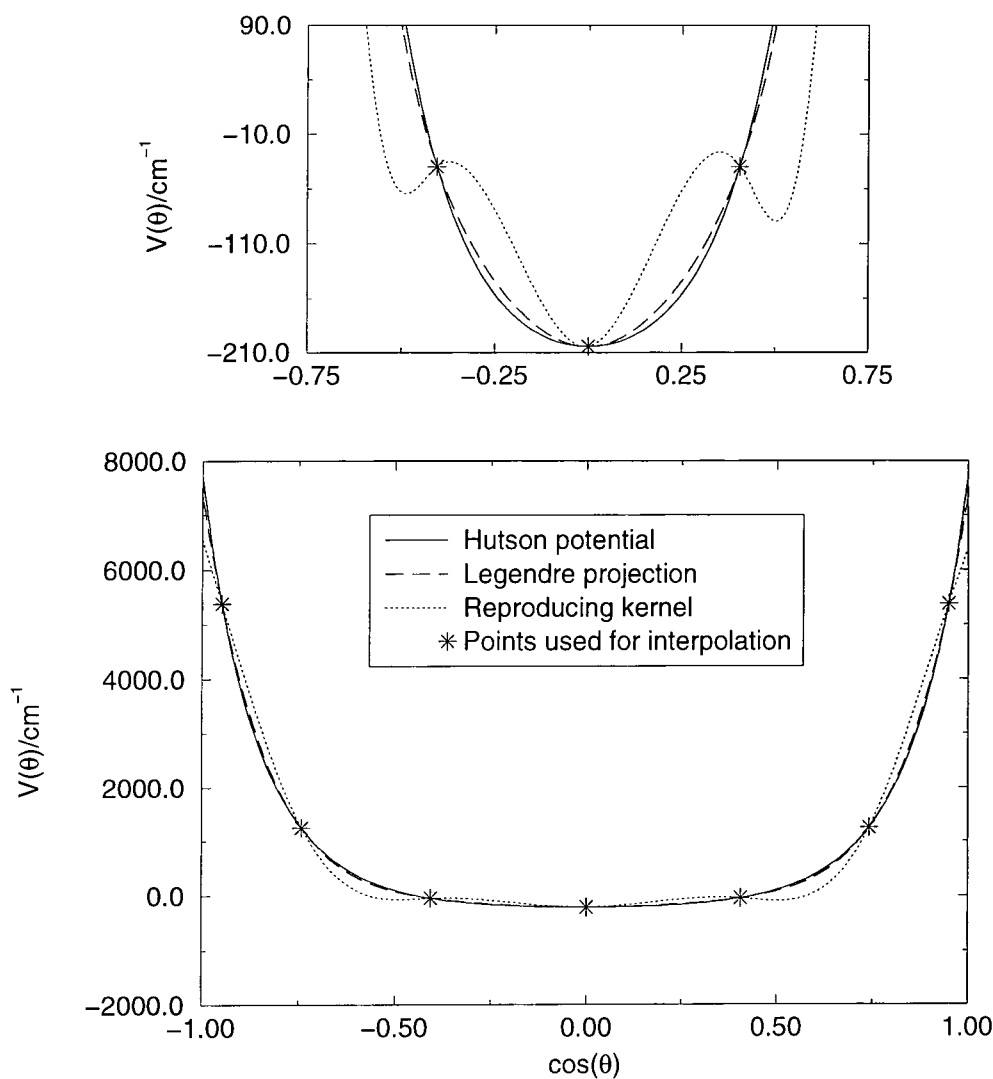 90.0
−10.0
−110.0
−210.0
V(θ)/cm⁻¹
−0.75
−0.25
0.25
0.75
8000.0
6000.0
4000.0
2000.0
0.0
−2000.0
V(θ)/cm⁻¹
Hutson potential
Legendre projection
Reproducing kernel
Points used for interpolation
−1.00
−0.50
0.00
0.50
1.00
cos(θ)